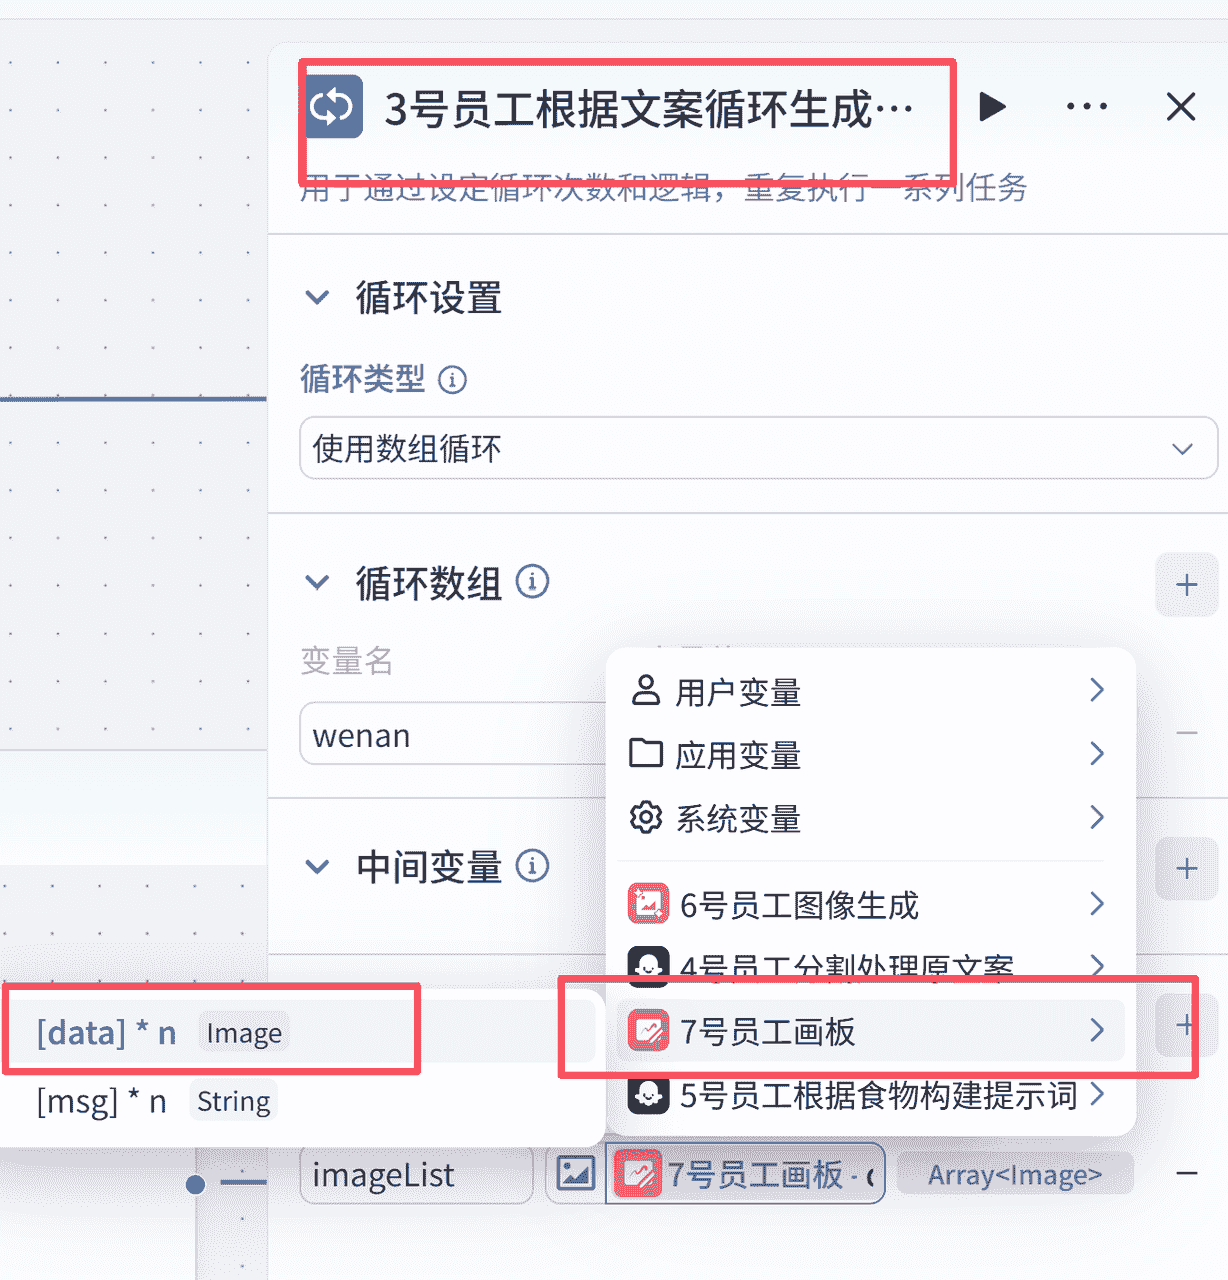 3号员工根据文案循环生成…
用于通过设定循环次数和逻辑，重复执行一系列任务
循环设置
循环类型
使用数组循环
循环数组
变量名
wenan
用户变量
应用变量
系统变量
中间变量
6号员工图像生成
4号员工分割处理原文案
[data] * n Image
7号员工画板
[msg] * n String
5号员工根据食物构建提示词
imageList 7号员工画板 - Array<Image>